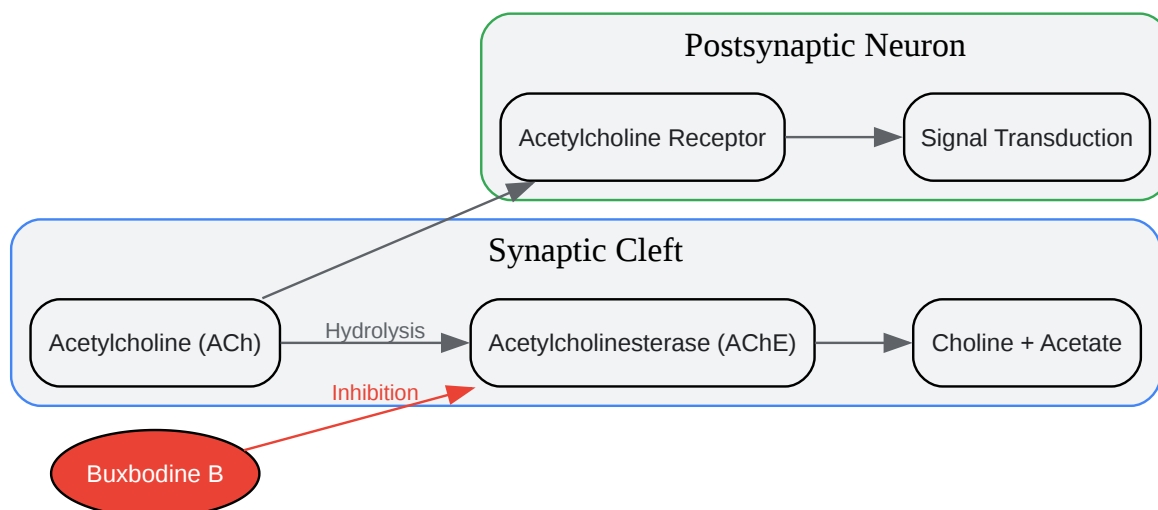 Postsynaptic Neuron
Acetylcholine Receptor
Signal Transduction
Synaptic Cleft
Acetylcholine (ACh)
Hydrolysis
Acetylcholinesterase (AChE)
Choline + Acetate
Inhibition
Buxbodine B